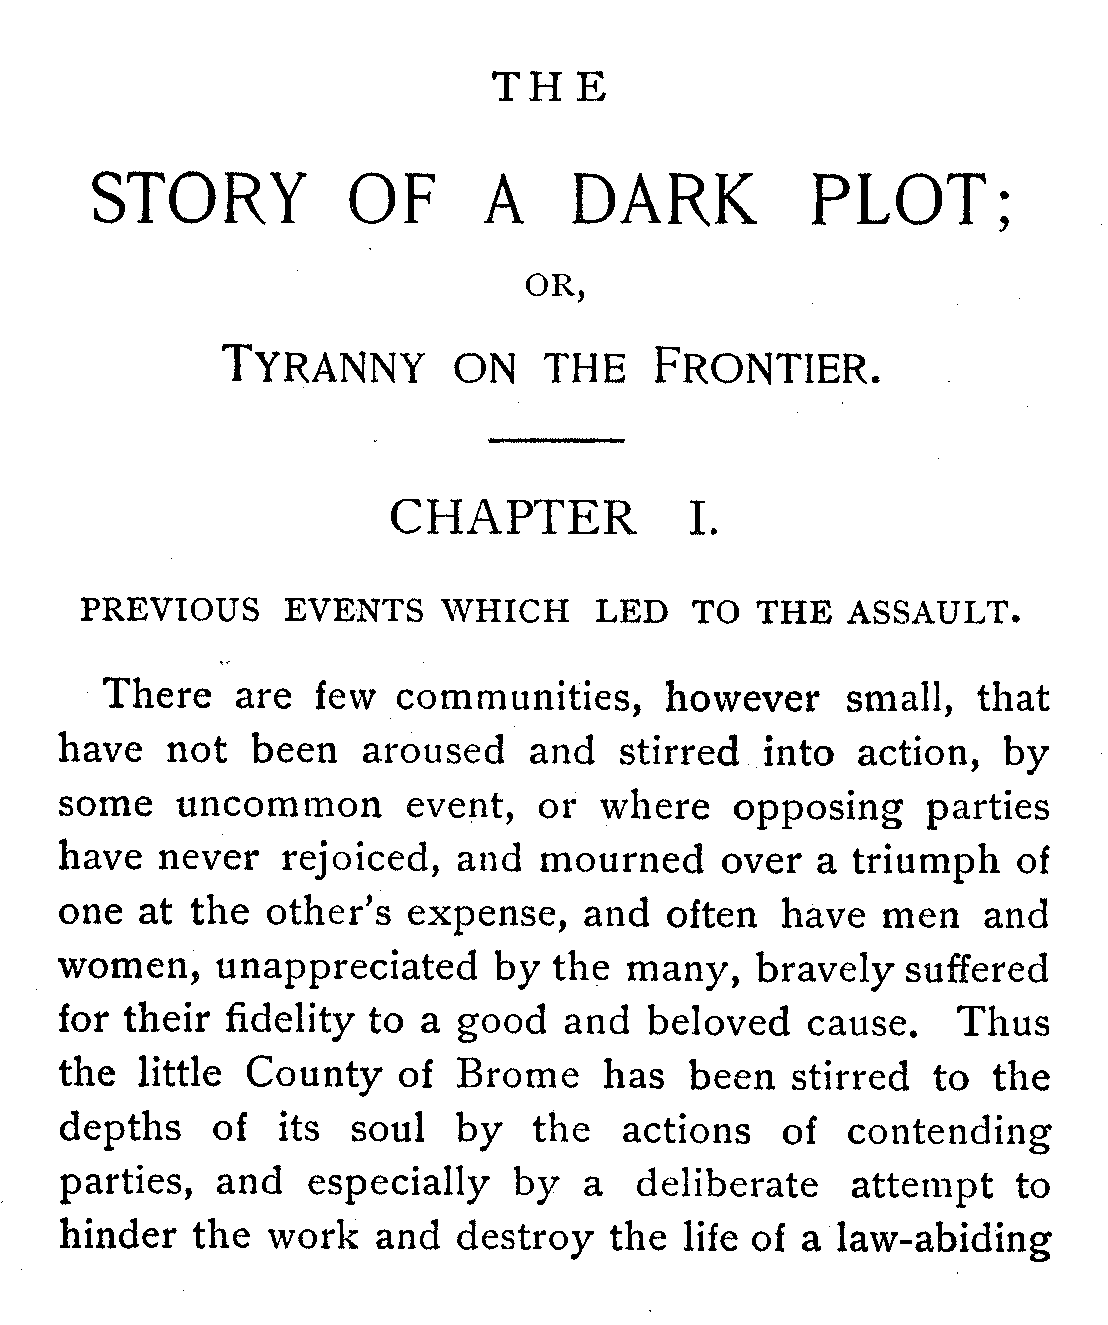 THE
STORY OF A DARK PLOT;
OR,
TYRANNY ON THE FRONTIER.
CHAPTER I.
PREVIOUS EVENTS WHICH LED TO THE ASSAULT.
There are few communities, however small, that
have not been aroused and stirred into action, by
some uncommon event, or where opposing parties
have never rejoiced, and mourned over a triumph of
one at the other's expense, and often have men and
women, unappreciated by the many, bravely suffered
for their fidelity to a good and beloved cause. Thus
the little County of Brome has been stirred to the
depths of its soul by the actions of contending
parties, and especially by a deliberate attempt to
hinder the work and destroy the life of a law-abiding